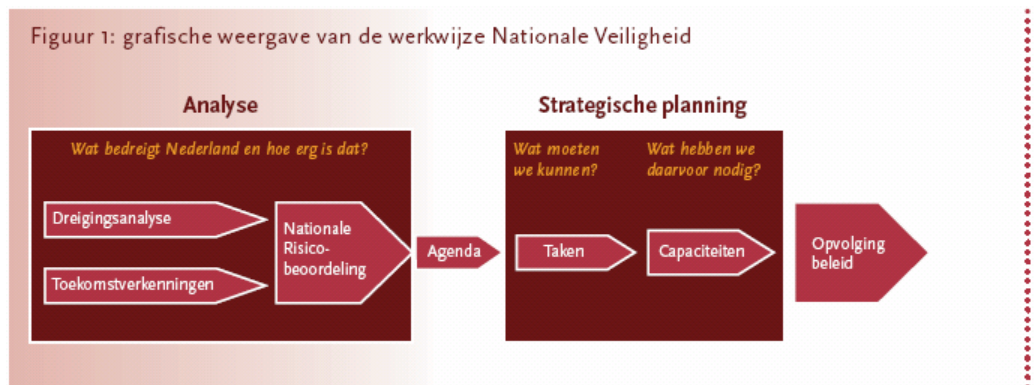 Figuur 1: grafische weergave van de werkwijze Nationale Veiligheid
Analyse
Wat bedreigt Nederland en hoe erg is dat?
Dreigingsanalyse
Toekomstverkenningen
Nationale
Risico-
beoordeling
Agenda
Strategische planning
Wat moeten
we kunnen?
Taken
Wat hebben we
daarvoor nodig?
Capaciteiten
Opvolging
beleid